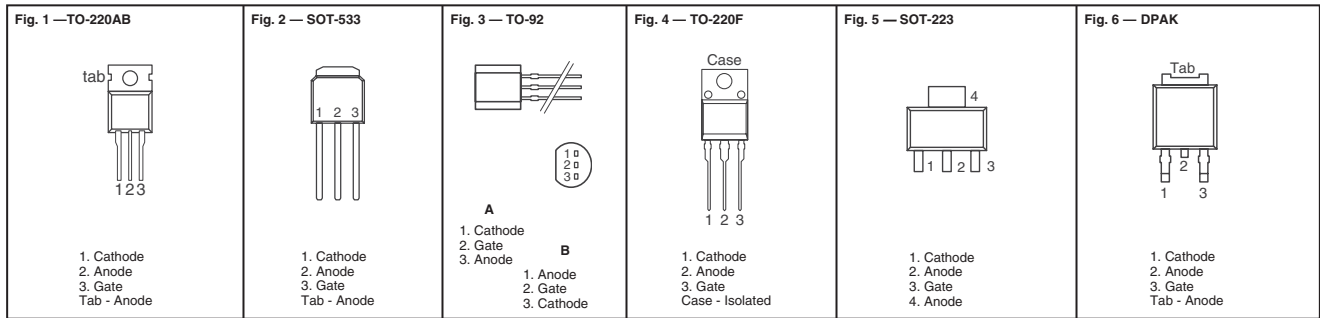 Fig. 1 —TO-220AB
tab
1 2 3
1. Cathode
2. Anode
3. Gate
Tab - Anode
Fig. 2 — SOT-533
1 2 3
1. Cathode
2. Anode
3. Gate
Tab - Anode
Fig. 3 — TO-92
1
2
3
A
1. Cathode
2. Gate
3. Anode
B
1. Anode
2. Gate
3. Cathode
Fig. 4 — TO-220F
Case
1 2 3
1. Cathode
2. Anode
3. Gate
Case - Isolated
Fig. 5 — SOT-223
4
1 2 3
1. Cathode
2. Anode
3. Gate
4. Anode
Fig. 6 — DPAK
Tab
2
1 3
1. Cathode
2. Anode
3. Gate
Tab - Anode